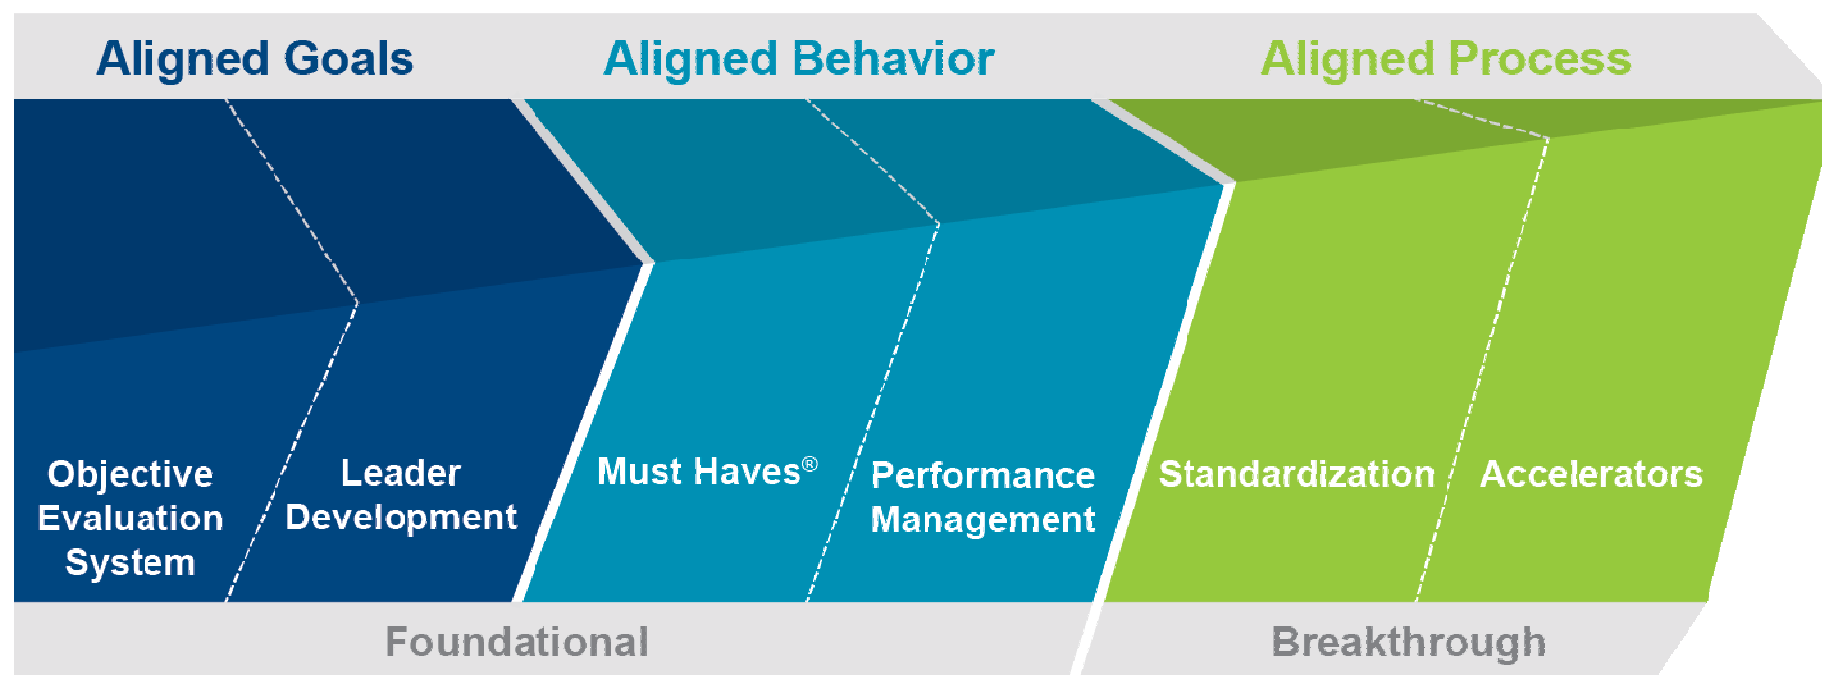 Aligned Goals
Aligned Behavior
Aligned Process
Objective
Evaluation
System
Leader
Development
Must Haves®
Performance
Management
Standardization
Accelerators
Foundational
Breakthrough